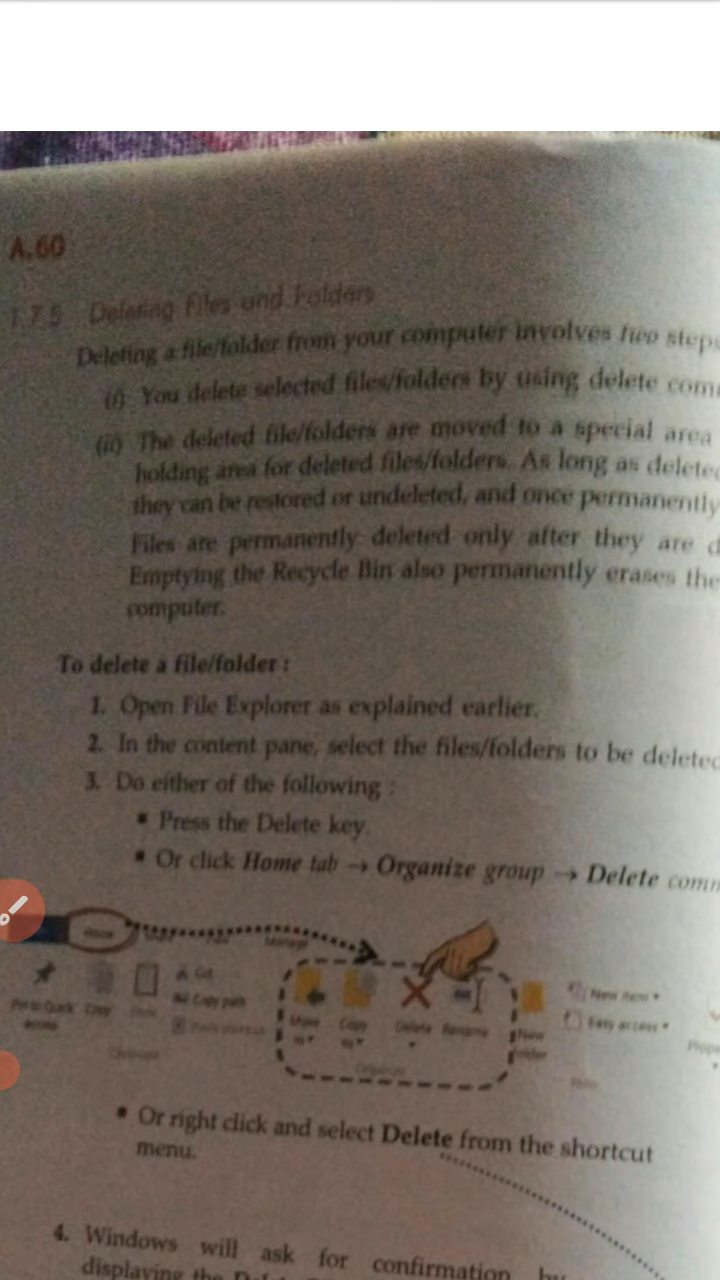 A.60
1.7.5 Deleting Files and Folders
Deleting a file/folder from your computer involves two steps
(i) You delete selected files/folders by using delete com
(ii) The deleted file/folders are moved to a special area
holding area for deleted files/folders. As long as delete
they can be restored or undeleted, and once permanently
Files are permanently deleted only after they are d
Emptying the Recycle Bin also permanently erases the
computer.
To delete a file/folder :
1. Open File Explorer as explained earlier.
2. In the content pane, select the files/folders to be deleted
3. Do either of the following :
▪ Press the Delete key.
▪ Or click Home tab → Organize group → Delete comm
Home Manage
Pin to Quick access
Copy
Cut
Copy path
Move to
Copy to
Delete
Rename
Organize
New folder
New item
Easy access
▪ Or right click and select Delete from the shortcut
menu.
4. Windows will ask for confirmation by
displaying the